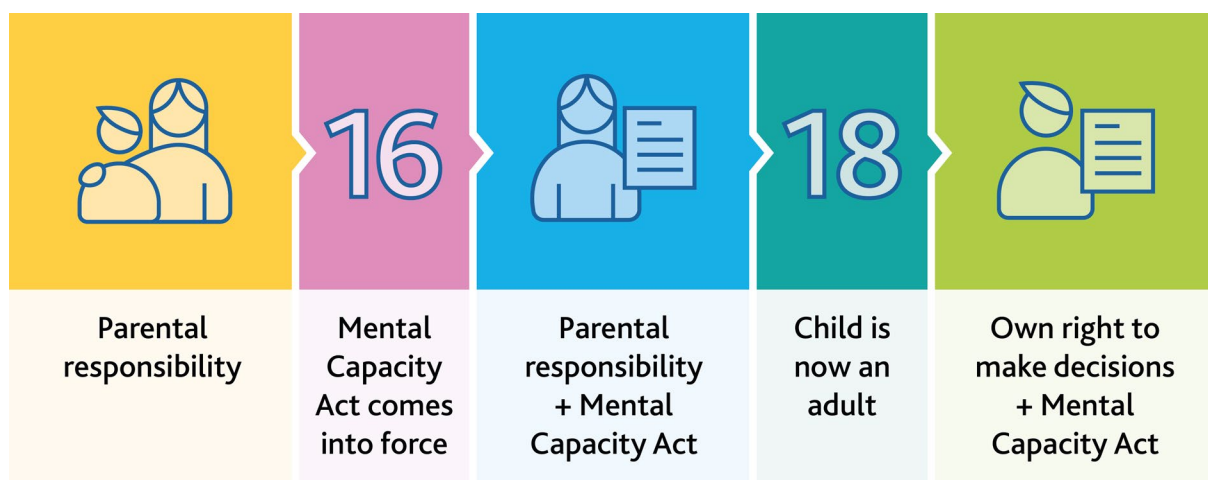 16
18
Parental
responsibility
Mental
Capacity
Act comes
into force
Parental
responsibility
+ Mental
Capacity Act
Child is
now an
adult
Own right to
make decisions
+ Mental
Capacity Act